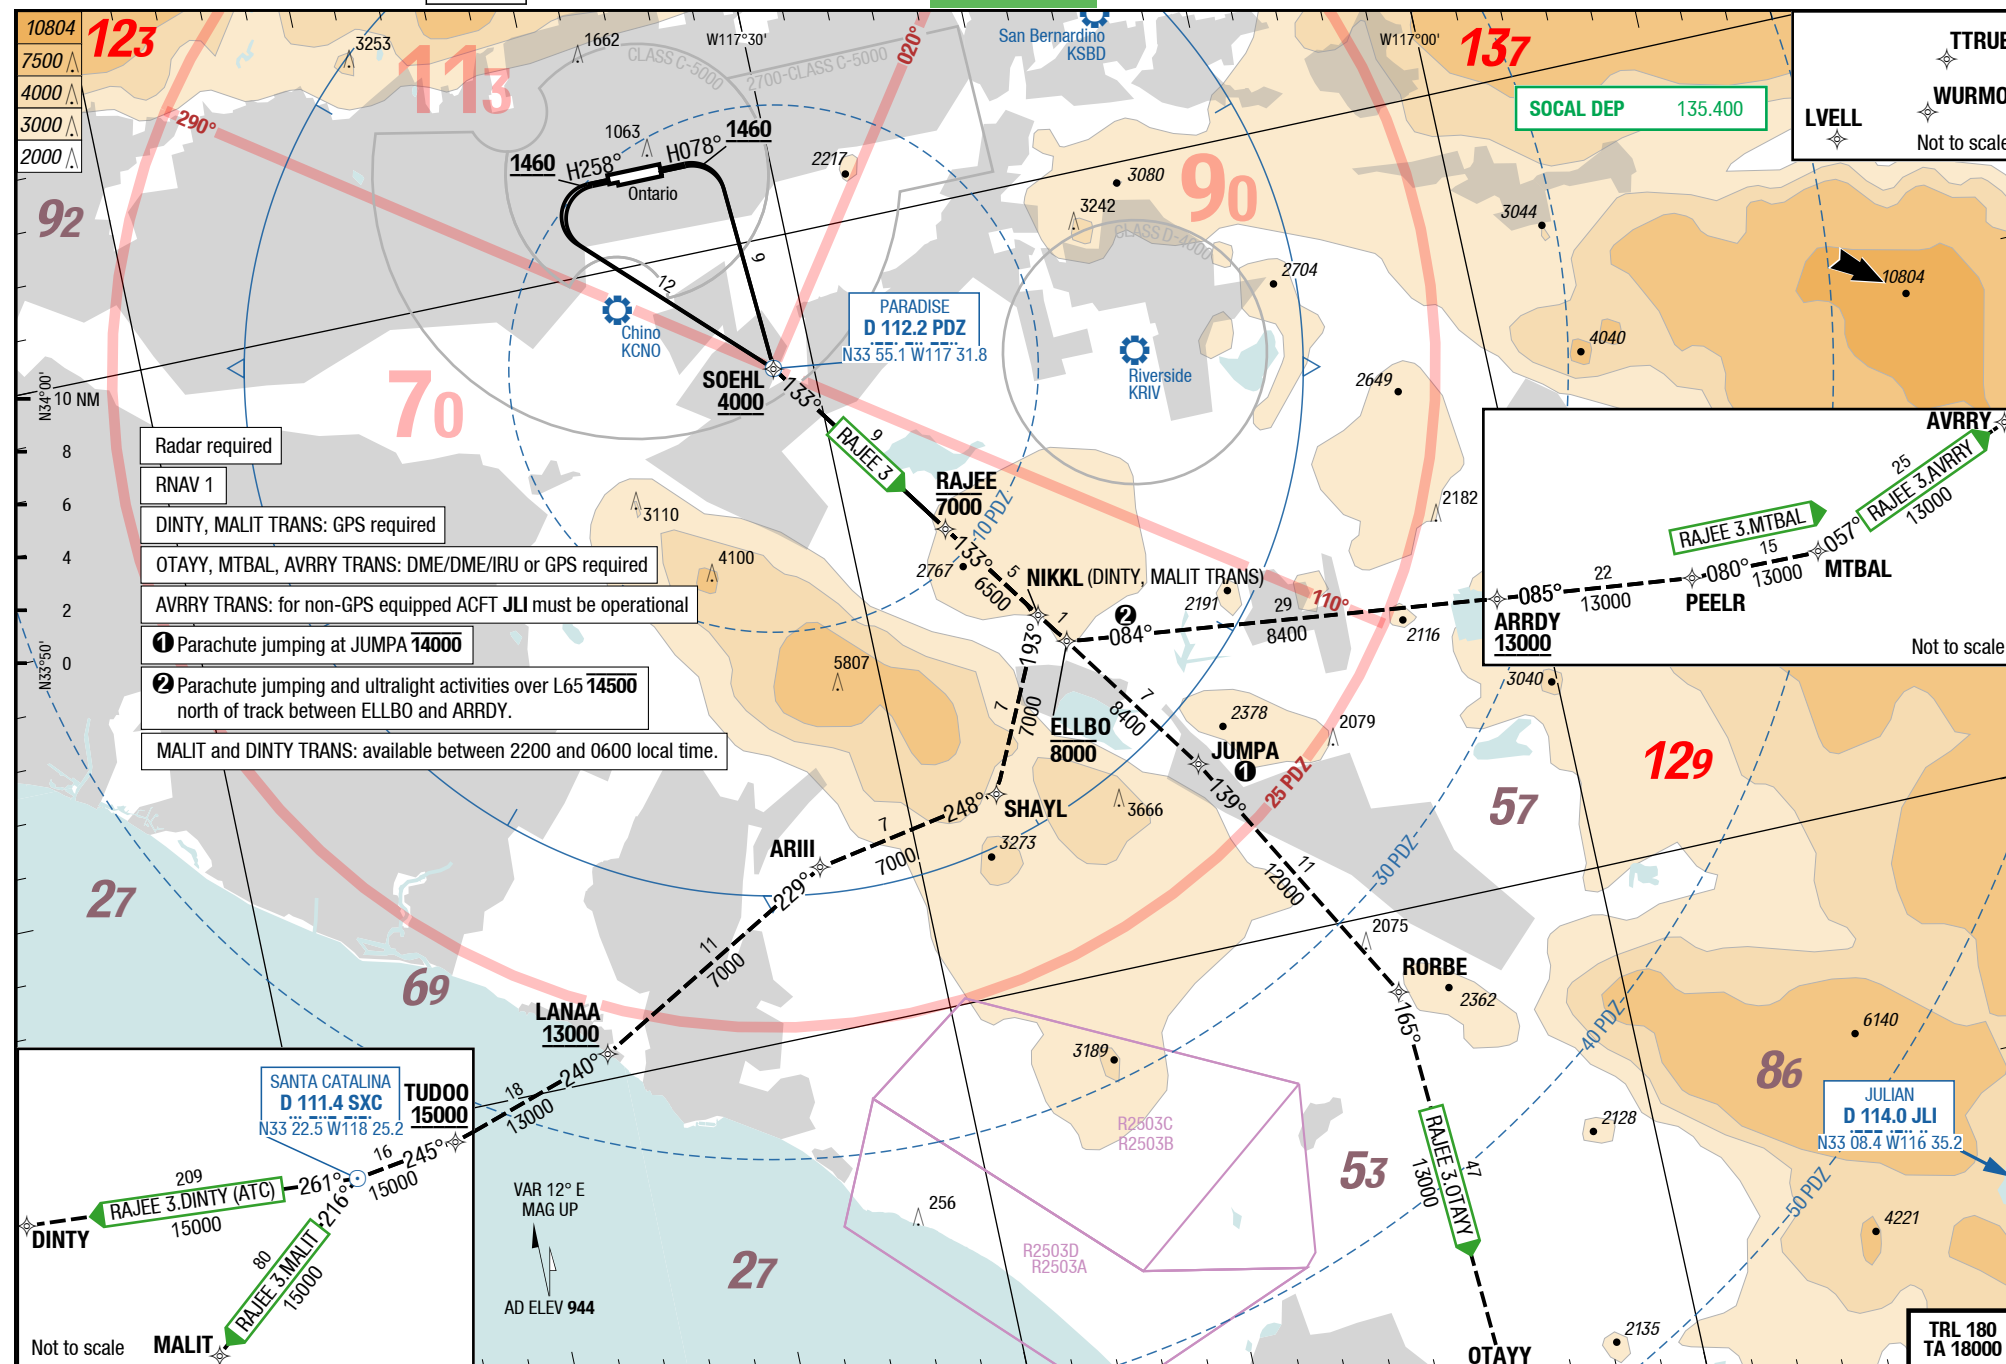 10804
7500
4000
3000
2000
123
3253
113
1662
CLASS C-5000
W117°30'
2700-CLASS C-5000
020°
San Bernardino
KSBD
W117°00'
137
SOCAL DEP 135.400
TTRUE
WURMO
LVELL
Not to scale
290°
92
1063
1460
H258°
H078°
1460
Ontario
2217
3080
3242
90
CLASS D-4000
3044
2704
10804
9
12
Chino
KCNO
PARADISE
D 112.2 PDZ
N33 55.1 W117 31.8
Riverside
KRIV
4040
2649
N34°00'
10 NM
8
6
4
2
0
N33°50'
70
SOEHL
4000
133°
9
RAJEE 3
RAJEE
7000
10 PDZ
133°
5
6500
2767
Radar required
RNAV 1
DINTY, MALIT TRANS: GPS required
OTAYY, MTBAL, AVRRY TRANS: DME/DME/IRU or GPS required
AVRRY TRANS: for non-GPS equipped ACFT JLI must be operational
1 Parachute jumping at JUMPA 14000
2 Parachute jumping and ultralight activities over L65 14500
north of track between ELLBO and ARRDY.
MALIT and DINTY TRANS: available between 2200 and 0600 local time.
3110
4100
5807
2182
NIKKL (DINTY, MALIT TRANS)
1
2
084°
2191
29
8400
110°
2116
AVRRY
25
RAJEE 3.AVRRY
13000
RAJEE 3.MTBAL
057°
MTBAL
15
080°
13000
PEELR
22
085°
13000
ARRDY
13000
Not to scale
193°
7
7000
ELLBO
8000
7
8400
2378
2079
JUMPA
1
139°
25 PDZ
3040
129
57
SHAYL
248°
7
7000
3666
3273
ARIII
229°
11
7000
11
12000
30 PDZ
2075
RORBE
2362
165°
27
69
LANAA
13000
240°
18
13000
3189
6140
40 PDZ
86
R2503C
R2503B
R2503D
R2503A
SANTA CATALINA
D 111.4 SXC
N33 22.5 W118 25.2
TUDOO
15000
245°
16
15000
209
RAJEE 3.DINTY (ATC)
261°
15000
DINTY
216°
80
RAJEE 3.MALIT
15000
MALIT
Not to scale
VAR 12° E
MAG UP
AD ELEV 944
256
27
53
RAJEE 3.OTAYY
47
13000
2128
JULIAN
D 114.0 JLI
N33 08.4 W116 35.2
50 PDZ
4221
2135
OTAYY
TRL 180
TA 18000